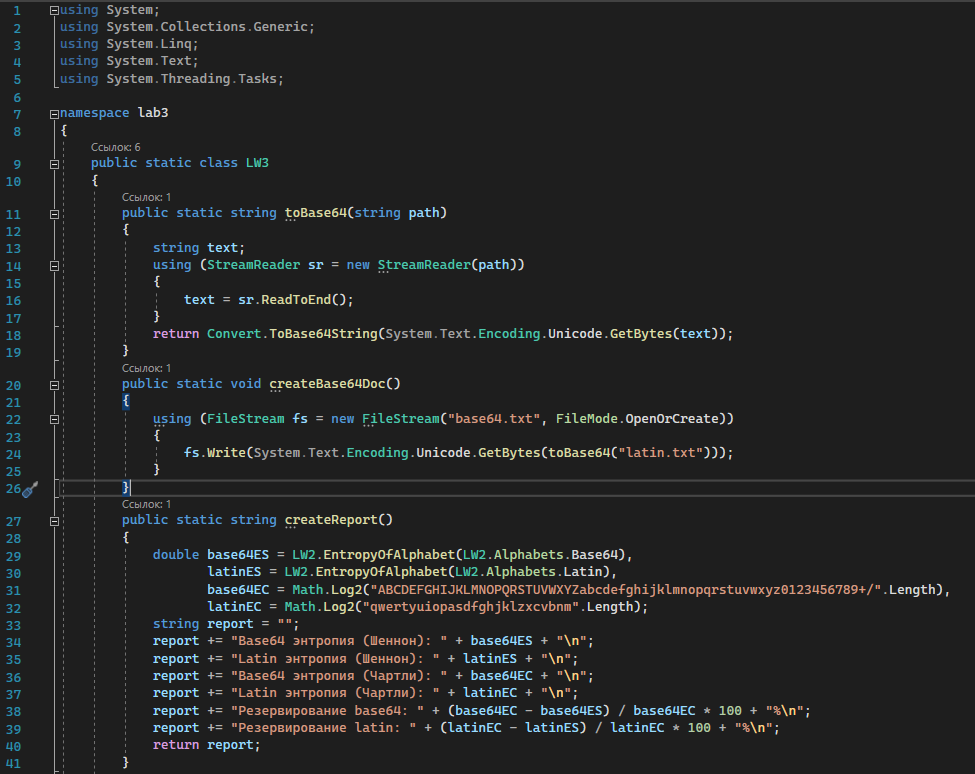 1 using System;
2 using System.Collections.Generic;
3 using System.Linq;
4 using System.Text;
5 using System.Threading.Tasks;
6
7 namespace lab3
8 {
Ссылок: 6
9 public static class LW3
10 {
Ссылок: 1
11 public static string toBase64(string path)
12 {
13 string text;
14 using (StreamReader sr = new StreamReader(path))
15 {
16 text = sr.ReadToEnd();
17 }
18 return Convert.ToBase64String(System.Text.Encoding.Unicode.GetBytes(text));
19 }
Ссылок: 1
20 public static void createBase64Doc()
21 {
22 using (FileStream fs = new FileStream("base64.txt", FileMode.OpenOrCreate))
23 {
24 fs.Write(System.Text.Encoding.Unicode.GetBytes(toBase64("latin.txt")));
25 }
26 }
Ссылок: 1
27 public static string createReport()
28 {
29 double base64ES = LW2.EntropyOfAlphabet(LW2.Alphabets.Base64),
30 latinES = LW2.EntropyOfAlphabet(LW2.Alphabets.Latin),
31 base64EC = Math.Log2("ABCDEFGHIJKLMNOPQRSTUVWXYZabcdefghijklmnopqrstuvwxyz0123456789+/".Length),
32 latinEC = Math.Log2("qwertyuiopasdfghjklzxcvbnm".Length);
33 string report = "";
34 report += "Base64 энтропия (Шеннон): " + base64ES + "\n";
35 report += "Latin энтропия (Шеннон): " + latinES + "\n";
36 report += "Base64 энтропия (Чартли): " + base64EC + "\n";
37 report += "Latin энтропия (Чартли): " + latinEC + "\n";
38 report += "Резервирование base64: " + (base64EC - base64ES) / base64EC * 100 + "%\n";
39 report += "Резервирование latin: " + (latinEC - latinES) / latinEC * 100 + "%\n";
40 return report;
41 }